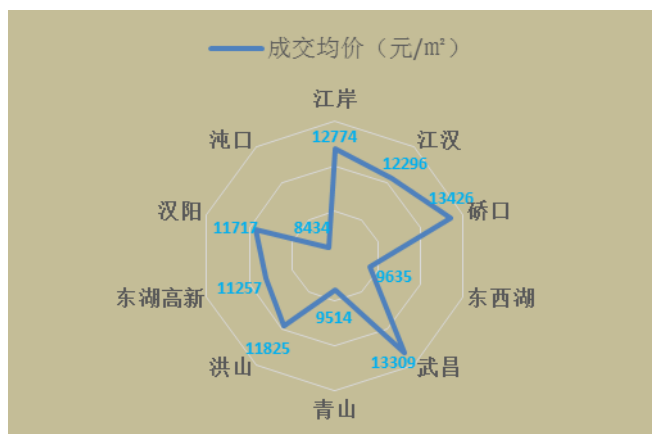 成交均价（元/㎡）
江岸
12774
沌口
江汉
12296
13426
硚口
汉阳
11717
8434
9635
东湖高新
11257
东西湖
9514
11825
13309
洪山
武昌
青山